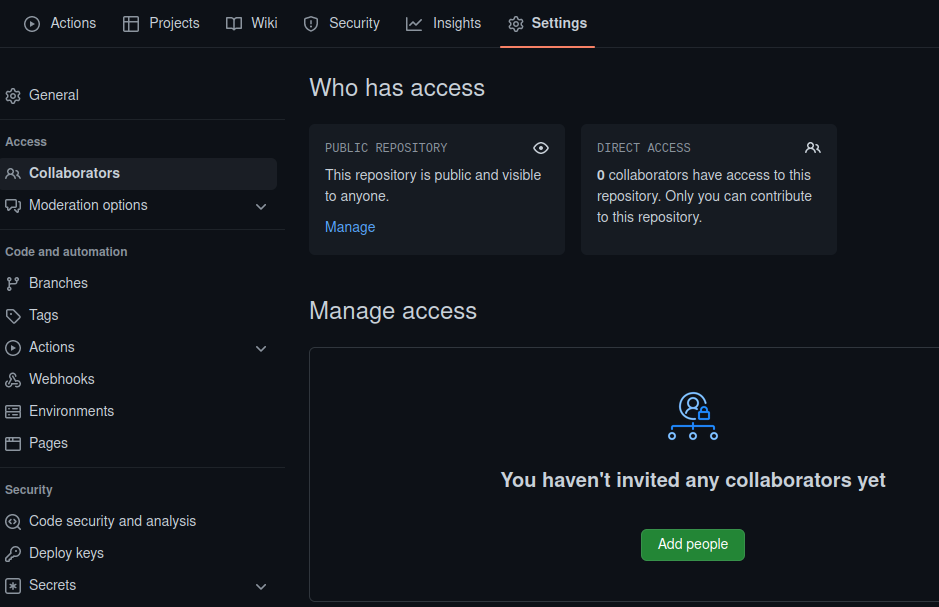 Actions Projects Wiki Security Insights Settings
General
Access
Collaborators
Moderation options
Code and automation
Branches
Tags
Actions
Webhooks
Environments
Pages
Security
Code security and analysis
Deploy keys
Secrets
Who has access
PUBLIC REPOSITORY
This repository is public and visible
to anyone.
Manage
DIRECT ACCESS
0 collaborators have access to this
repository. Only you can contribute
to this repository.
Manage access
You haven't invited any collaborators yet
Add people